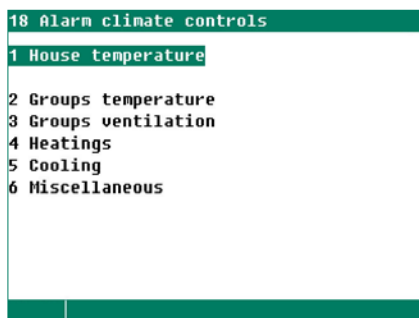 18 Alarm climate controls
1 House temperature
2 Groups temperature
3 Groups ventilation
4 Heatings
5 Cooling
6 Miscellaneous